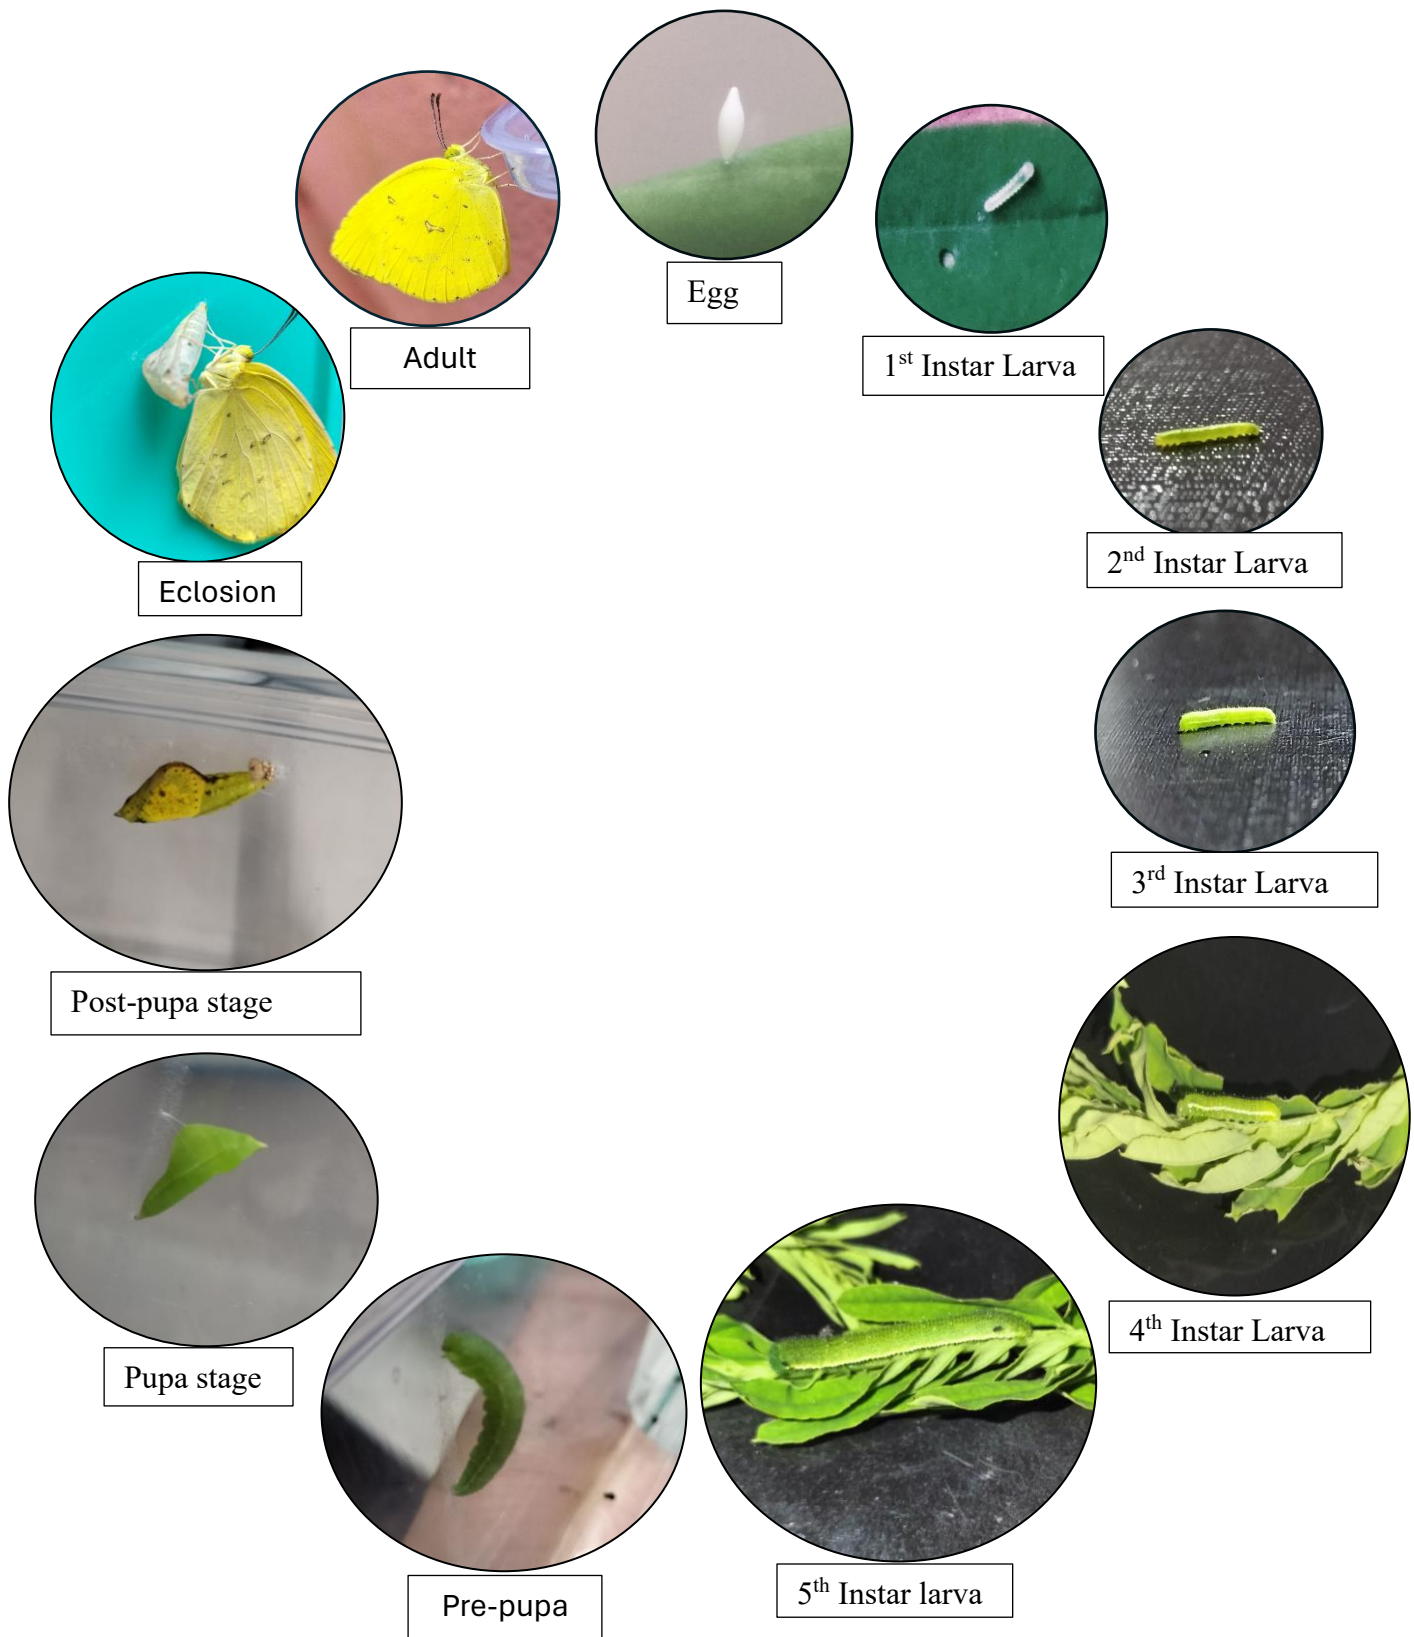 Egg
1st Instar Larva
2nd Instar Larva
3rd Instar Larva
4th Instar Larva
5th Instar larva
Pre-pupa
Pupa stage
Post-pupa stage
Eclosion
Adult